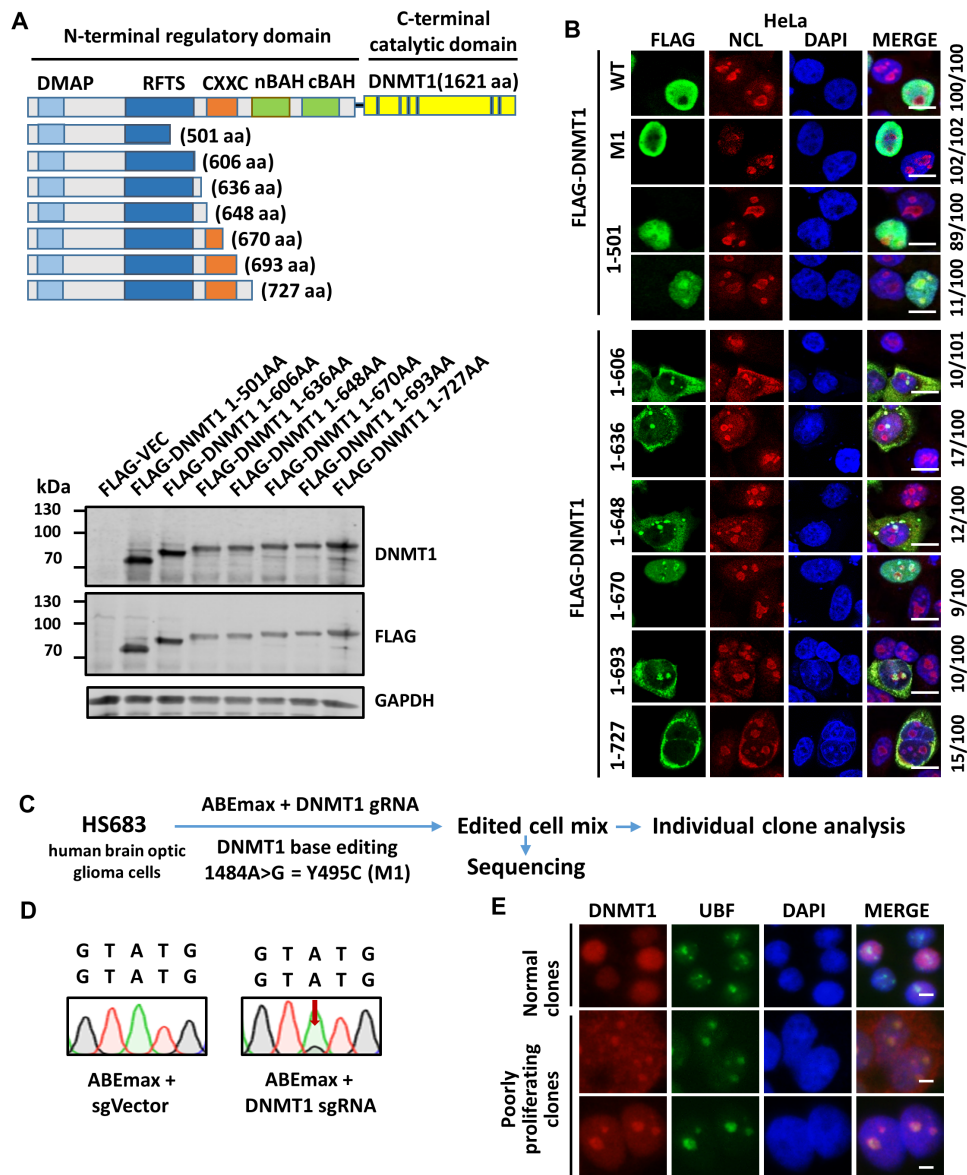 A
N-terminal regulatory domain
C-terminal
catalytic domain
DMAP
RFTS
CXXC
nBAH
cBAH
DNMT1(1621 aa)
(501 aa)
(606 aa)
(636 aa)
(648 aa)
(670 aa)
(693 aa)
(727 aa)
FLAG-VEC
FLAG-DNMT1 1-501AA
FLAG-DNMT1 1-606AA
FLAG-DNMT1 1-636AA
FLAG-DNMT1 1-648AA
FLAG-DNMT1 1-670AA
FLAG-DNMT1 1-693AA
FLAG-DNMT1 1-727AA
kDa
130
100
70
DNMT1
130
100
70
FLAG
GAPDH
B
HeLa
FLAG
NCL
DAPI
MERGE
FLAG-DNMT1
WT
100/100
M1
102/102
1-501
89/100
11/100
FLAG-DNMT1
1-606
10/101
1-636
17/100
1-648
12/100
1-670
9/100
1-693
10/100
1-727
15/100
C
HS683
human brain optic
glioma cells
ABEmax + DNMT1 gRNA
DNMT1 base editing
1484A>G = Y495C (M1)
Edited cell mix
Individual clone analysis
Sequencing
D
G T A T G
G T A T G
ABEmax +
sgVector
G T A T G
G T A T G
ABEmax +
DNMT1 sgRNA
E
DNMT1
UBF
DAPI
MERGE
Normal
clones
Poorly
proliferating
clones